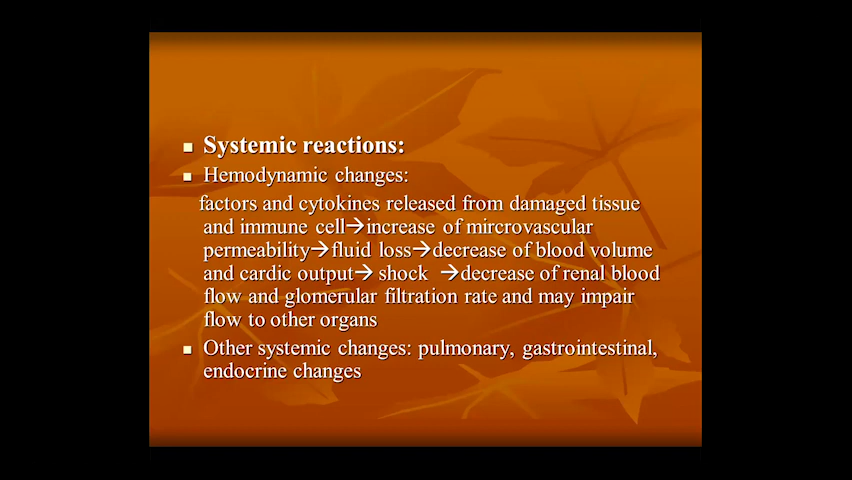 Systemic reactions:
Hemodynamic changes:
factors and cytokines released from damaged tissue
and immune cell→increase of mircrovascular
permeability→fluid loss→decrease of blood volume
and cardic output→ shock →decrease of renal blood
flow and glomerular filtration rate and may impair
flow to other organs
Other systemic changes: pulmonary, gastrointestinal,
endocrine changes